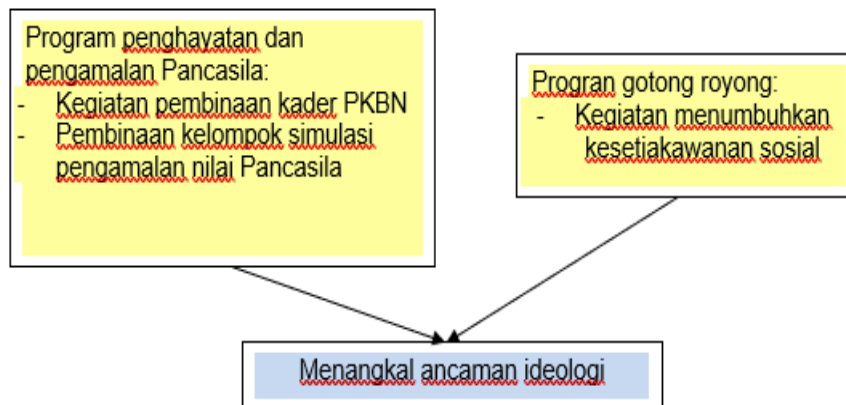 Program penghayatan dan
pengamalan Pancasila:
- Kegiatan pembinaan kader PKBN
- Pembinaan kelompok simulasi
pengamalan nilai Pancasila
Progran gotong royong:
- Kegiatan menumbuhkan
kesetiakawanan sosial
Menangkal ancaman ideologi